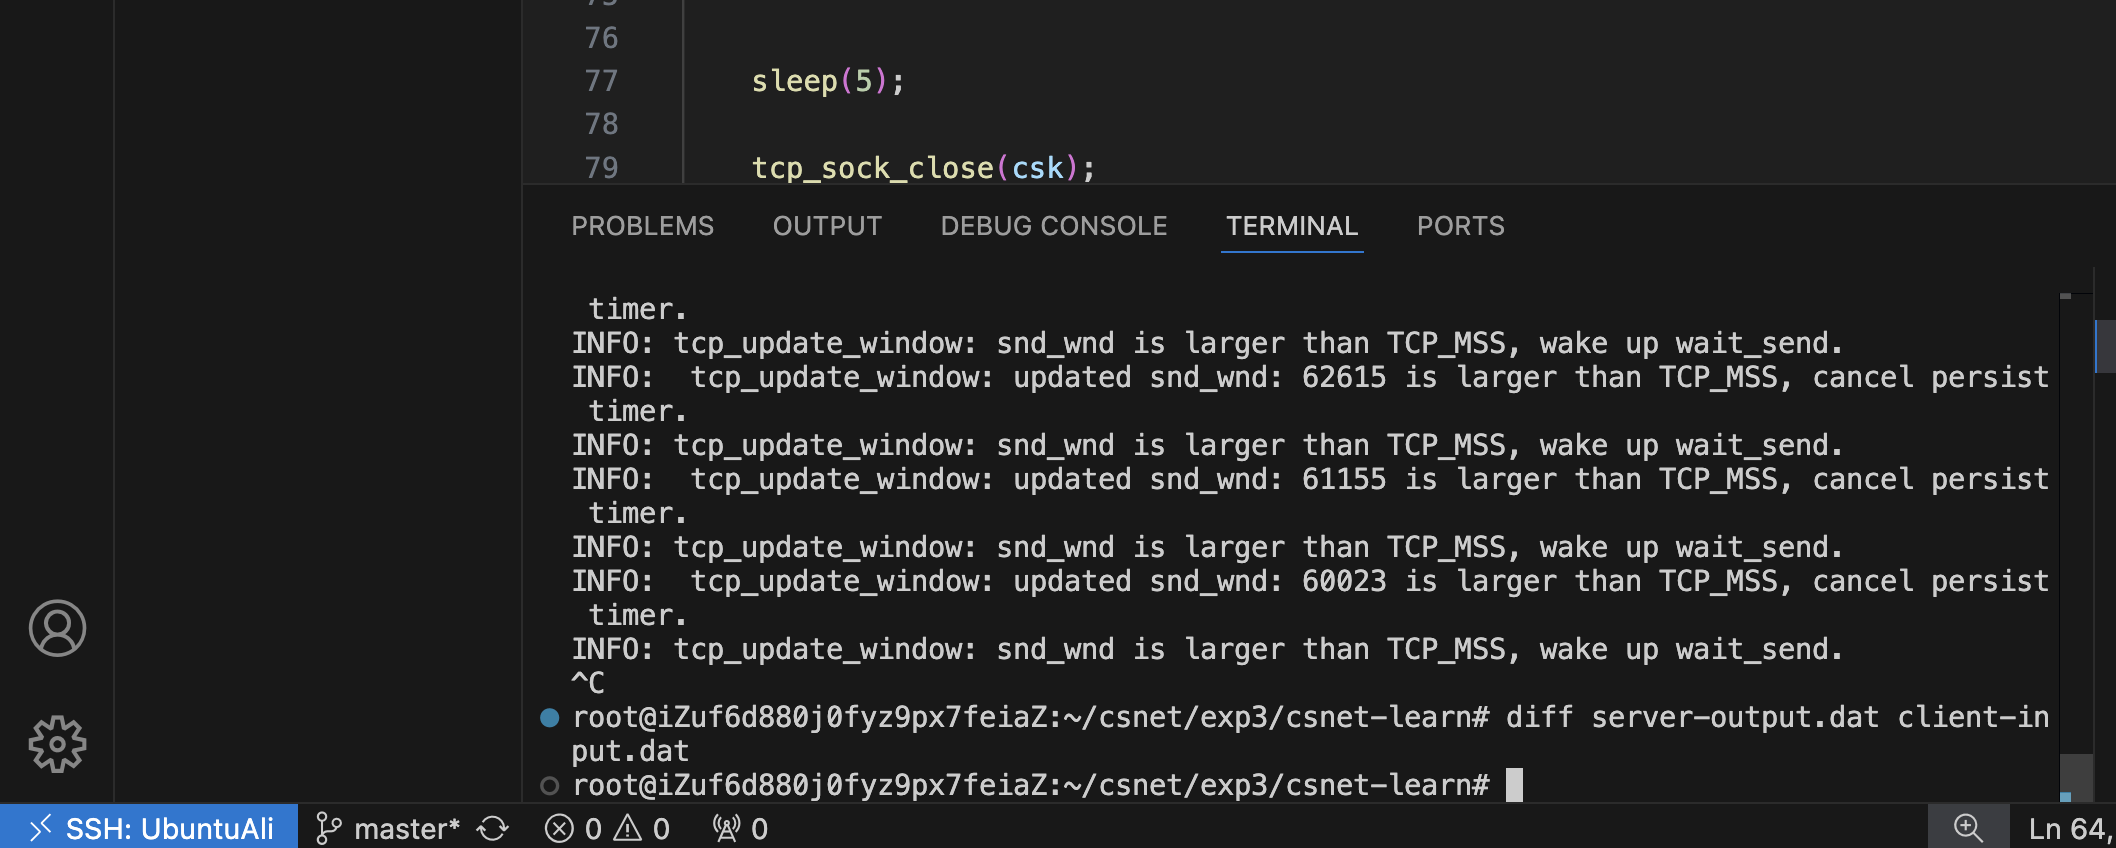 76
77 sleep(5);
78
79 tcp_sock_close(csk);
PROBLEMS OUTPUT DEBUG CONSOLE TERMINAL PORTS
timer.
INFO: tcp_update_window: snd_wnd is larger than TCP_MSS, wake up wait_send.
INFO:  tcp_update_window: updated snd_wnd: 62615 is larger than TCP_MSS, cancel persist
timer.
INFO: tcp_update_window: snd_wnd is larger than TCP_MSS, wake up wait_send.
INFO:  tcp_update_window: updated snd_wnd: 61155 is larger than TCP_MSS, cancel persist
timer.
INFO: tcp_update_window: snd_wnd is larger than TCP_MSS, wake up wait_send.
INFO:  tcp_update_window: updated snd_wnd: 60023 is larger than TCP_MSS, cancel persist
timer.
INFO: tcp_update_window: snd_wnd is larger than TCP_MSS, wake up wait_send.
^C
root@iZuf6d880j0fyz9px7feiaZ:~/csnet/exp3/csnet-learn# diff server-output.dat client-in
put.dat
root@iZuf6d880j0fyz9px7feiaZ:~/csnet/exp3/csnet-learn#
SSH: UbuntuAli master* 0 0 0 Ln 64,